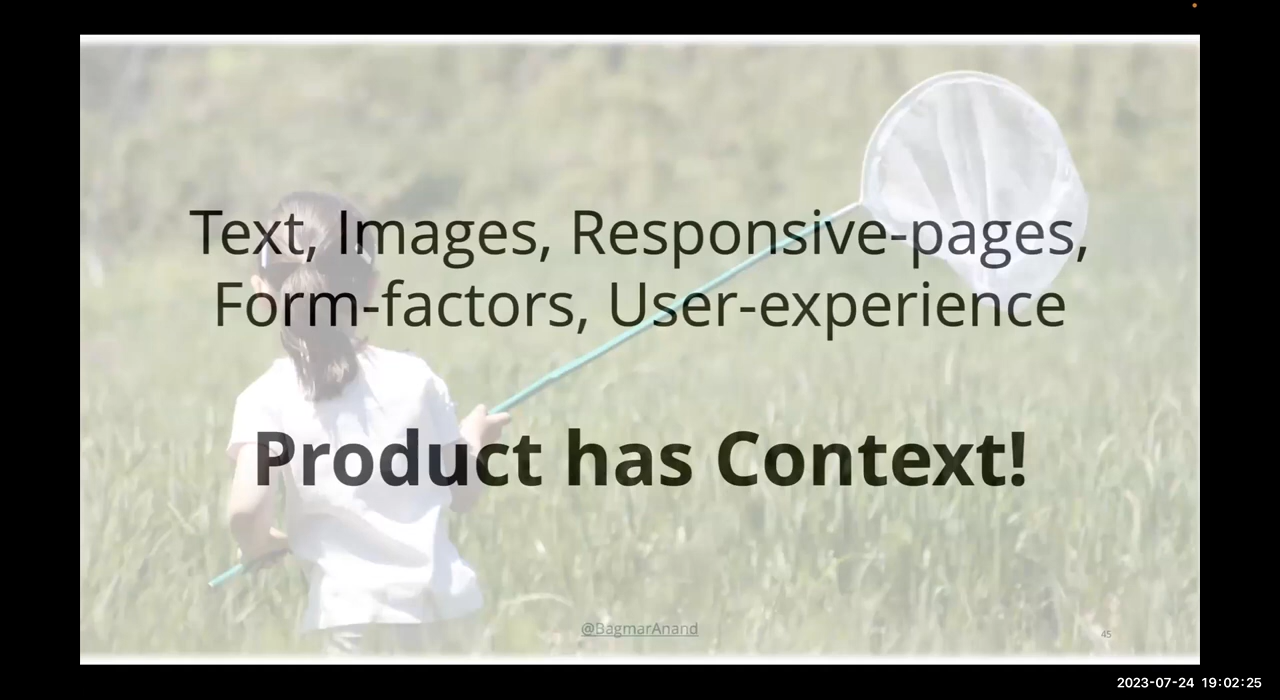 Text, Images, Responsive-pages,
Form-factors, User-experience
Product has Context!
@BagmarAnand
45
2023-07-24 19:02:25